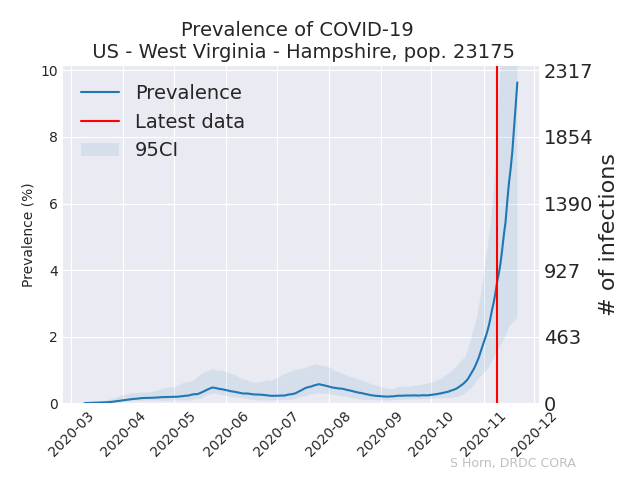 Prevalence of COVID-19
US - West Virginia - Hampshire, pop. 23175
Prevalence
Latest data
95CI
Prevalence (%)
10
8
6
4
2
0
2317
1854
1390
927
463
0
# of infections
2020-03
2020-04
2020-05
2020-06
2020-07
2020-08
2020-09
2020-10
2020-11
2020-12
S Horn, DRDC CORA